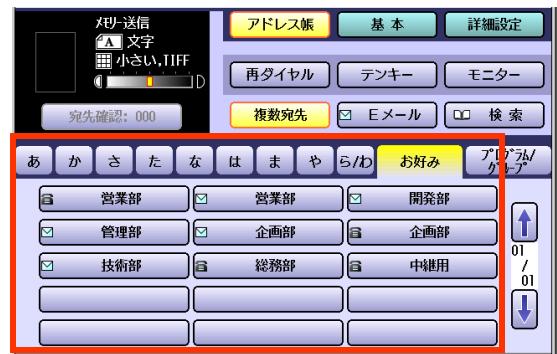 ﾒﾓﾘｰ送信
A 文字
小さい,TIFF
D
宛先確認: 000
アドレス帳 基 本 詳細設定
再ダイヤル テンキー モニター
複数宛先 Eメール 検 索
あ か さ た な は ま や ら/わ お好み ﾌﾟﾛｸﾞﾗﾑ/
ｸﾞﾙｰﾌﾟ
営業部 営業部 開発部
管理部 企画部 企画部
技術部 総務部 中継用
01
/
01